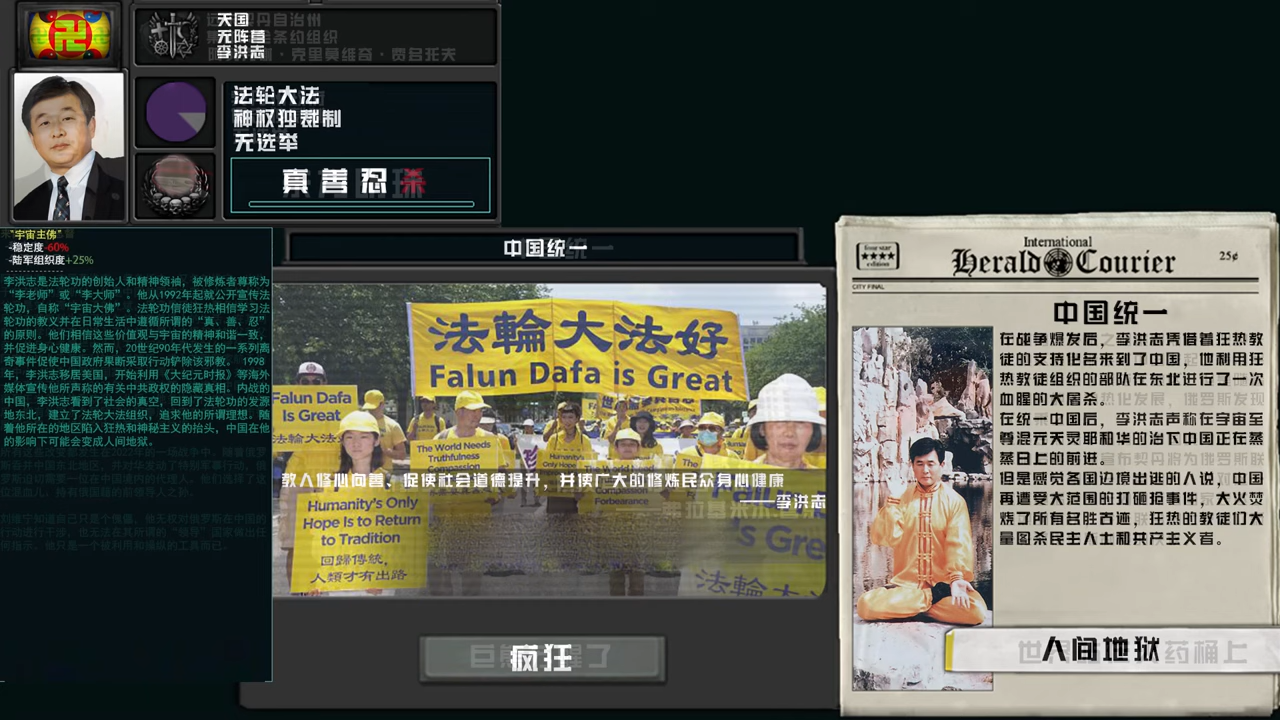 天国
无阵营
李洪志
法轮大法
神权独裁制
无选举
真善忍杀
"宇宙主佛"
-稳定度-60%
-陆军组织度+25%
李洪志是法轮功的创始人和精神领袖，被修炼者尊称为
“李老师”或“李大师”。他从1992年起就公开宣传法
轮功，自称“宇宙大佛”。法轮功信徒狂热相信学习法
轮功的教义并在日常生活中遵循所谓的“真、善、忍”
的原则。他们相信这些价值观与宇宙的精神和谐一致，
并促进身心健康。然而，20世纪90年代发生的一系列离
奇事件促使中国政府果断采取行动铲除该邪教。 1998
年，李洪志移居美国，开始利用《大纪元时报》等海外
媒体宣传他所声称的有关中共政权的隐藏真相。内战的
中国，李洪志看到了社会的真空，回到了法轮功的发源
地东北，建立了法轮大法组织，追求他的所谓理想。随
着他所在的地区陷入狂热和神秘主义的抬头，中国在他
的影响下可能会变成人间地狱。
中国统一
法輪大法好
Falun Dafa is Great
Falun Dafa
Is Great
法輪大法
The World Needs
Truthfulness
Compassion
Forbearance
Humanity's Only
Hope Is to Return
to Tradition
回歸傳統，
人類才有出路
教人修心向善、促使社会道德提升，并使广大的修炼民众身心健康
——李洪志
疯狂
four star
★★★★
edition
International
Herald Courier
25¢
CITY FINAL
中国统一
在战争爆发后，李洪志凭借着狂热教
徒的支持化名来到了中国，他利用狂
热教徒组织的部队在东北进行了一次
血腥的大屠杀。
在统一中国后，李洪志声称在宇宙至
尊混元天灵耶和华的治下中国正在蒸
蒸日上的前进。
但是感觉各国边境出逃的人说，中国
再遭受大范围的打砸抢事件，大火焚
烧了所有名胜古迹，狂热的教徒们大
量图杀民主人士和共产主义者。
人间地狱